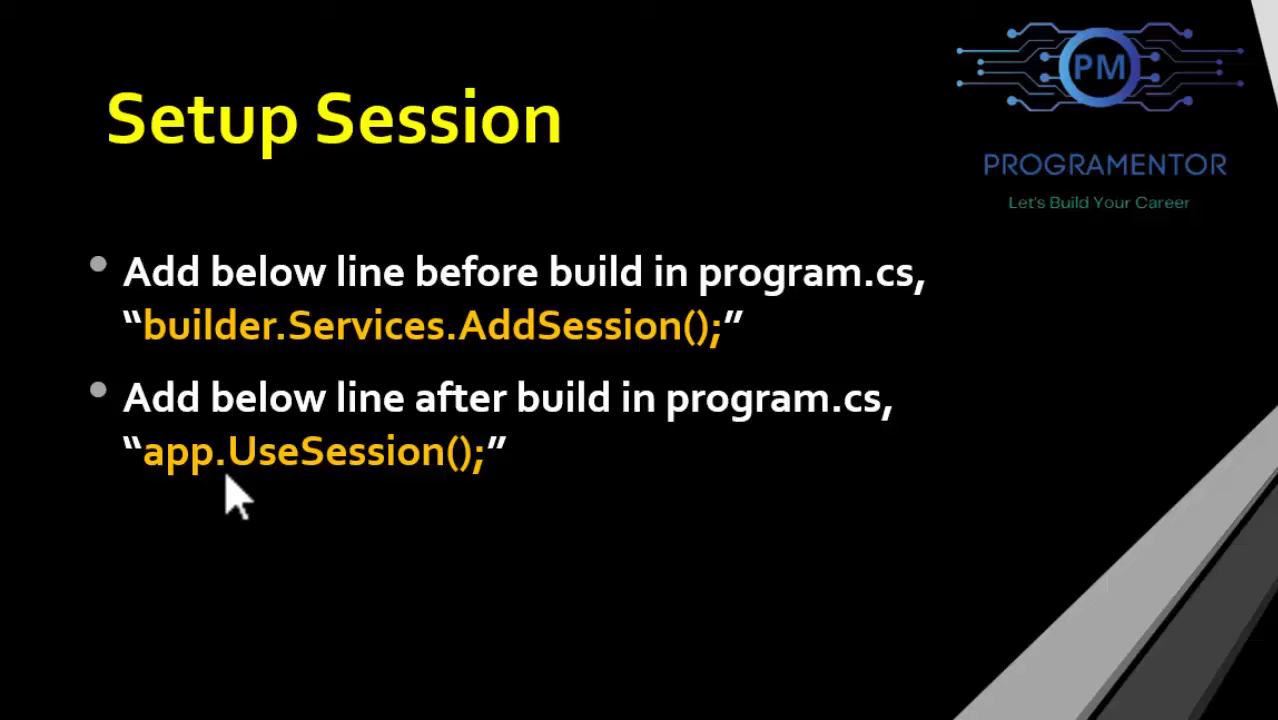 PM
PROGRAMENTOR
Let's Build Your Career
Setup Session
• Add below line before build in program.cs,
“builder.Services.AddSession();”
• Add below line after build in program.cs,
“app.UseSession();”